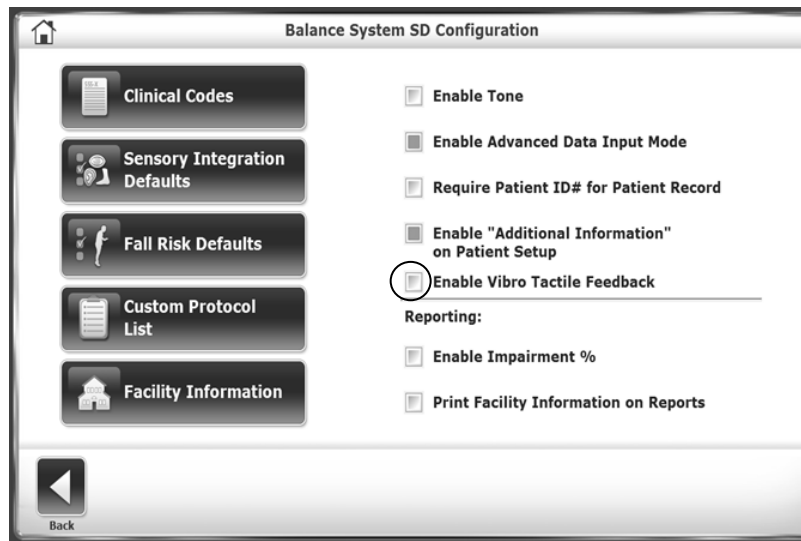 Balance System SD Configuration
Clinical Codes
Sensory Integration
Defaults
Fall Risk Defaults
Custom Protocol
List
Facility Information
Enable Tone
Enable Advanced Data Input Mode
Require Patient ID# for Patient Record
Enable "Additional Information"
on Patient Setup
Enable Vibro Tactile Feedback
Reporting:
Enable Impairment %
Print Facility Information on Reports
Back